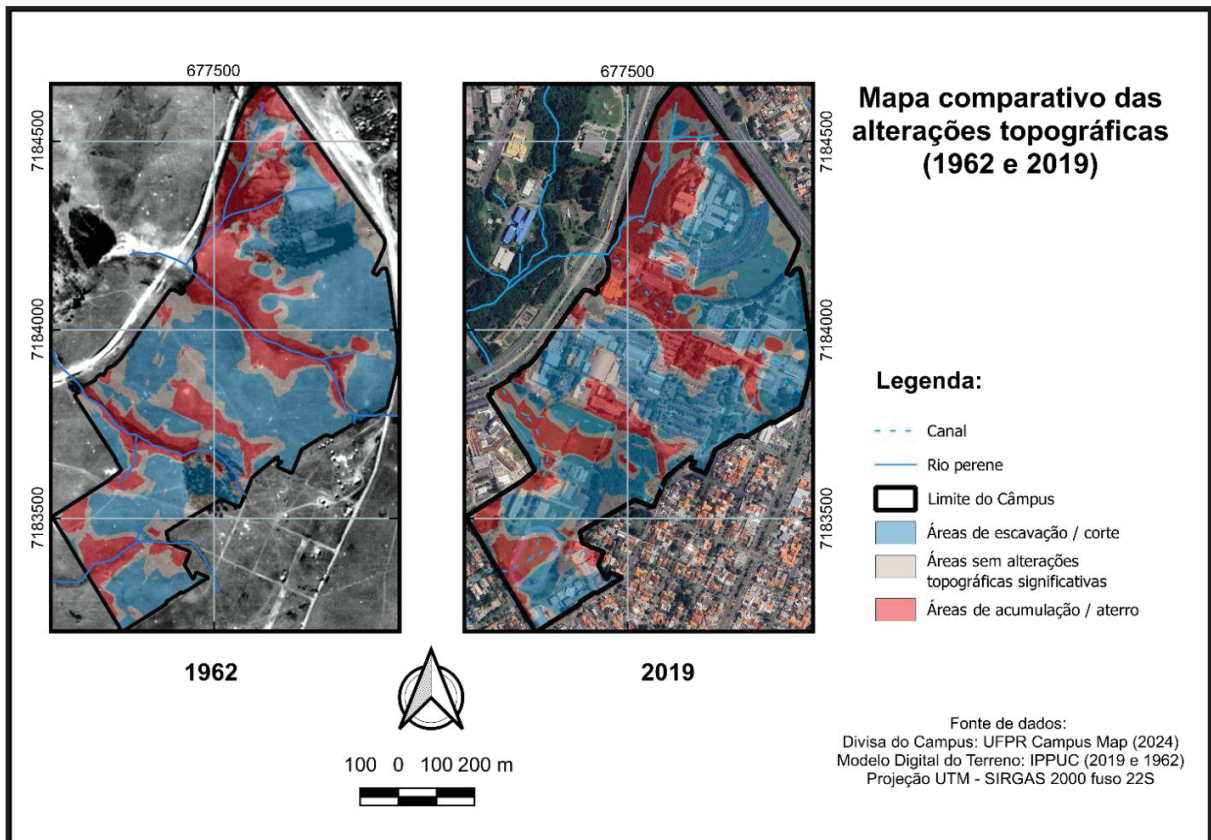 Mapa comparativo das
alterações topográficas
(1962 e 2019)
677500
677500
7184500
7184000
7183500
7184500
7184000
7183500
1962
2019
100 0 100 200 m
Legenda:
Canal
Rio perene
Limite do Câmpus
Áreas de escavação / corte
Áreas sem alterações
topográficas significativas
Áreas de acumulação / aterro
Fonte de dados:
Divisa do Campus: UFPR Campus Map (2024)
Modelo Digital do Terreno: IPPUC (2019 e 1962)
Projeção UTM - SIRGAS 2000 fuso 22S